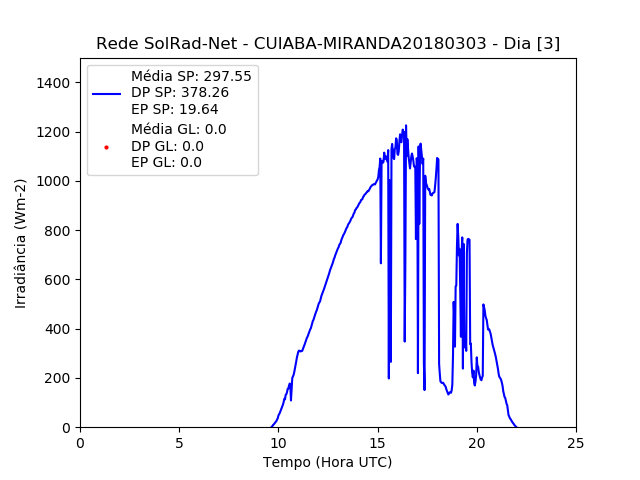 Rede SolRad-Net - CUIABA-MIRANDA20180303 - Dia [3]
Média SP: 297.55
DP SP: 378.26
EP SP: 19.64
Média GL: 0.0
DP GL: 0.0
EP GL: 0.0
Irradiância (Wm-2)
1400
1200
1000
800
600
400
200
0
0 5 10 15 20 25
Tempo (Hora UTC)